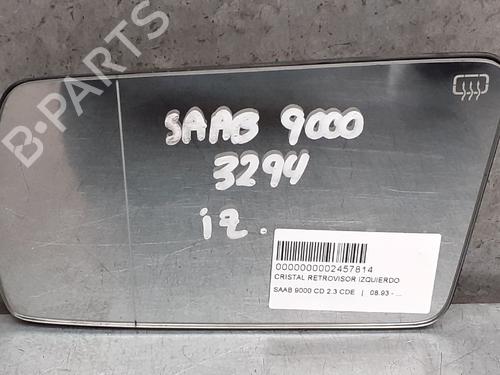 B-PARTS
SAAB 9000
3294
iz.
0000000002457814
CRISTAL RETROVISOR IZQUIERDO
SAAB 9000 CD 2.3 CDE | 08.93 - ...